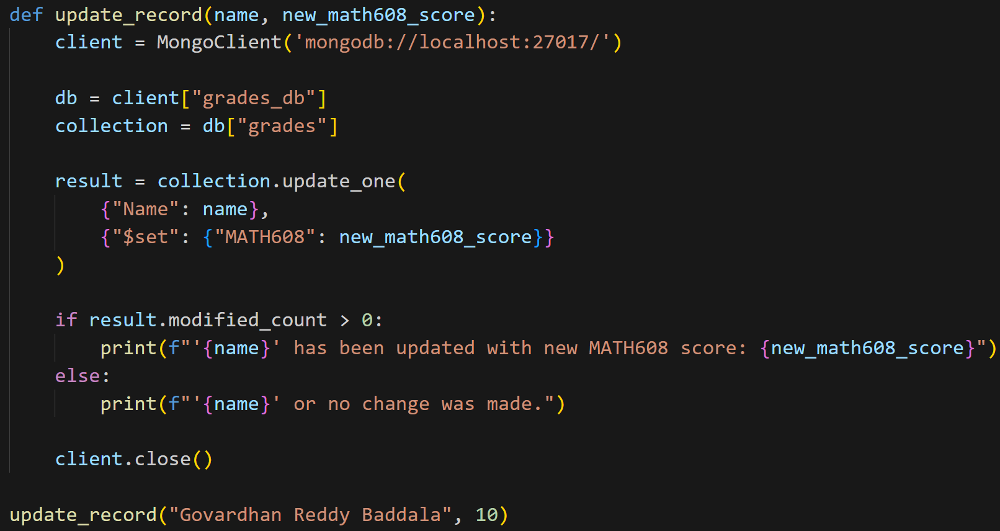 def update_record(name, new_math608_score):
    client = MongoClient('mongodb://localhost:27017/')
    db = client["grades_db"]
    collection = db["grades"]
    result = collection.update_one(
        {"Name": name},
        {"$set": {"MATH608": new_math608_score}}
    )
    if result.modified_count > 0:
        print(f"'{name}' has been updated with new MATH608 score: {new_math608_score}")
    else:
        print(f"'{name}' or no change was made.")
    client.close()
update_record("Govardhan Reddy Baddala", 10)